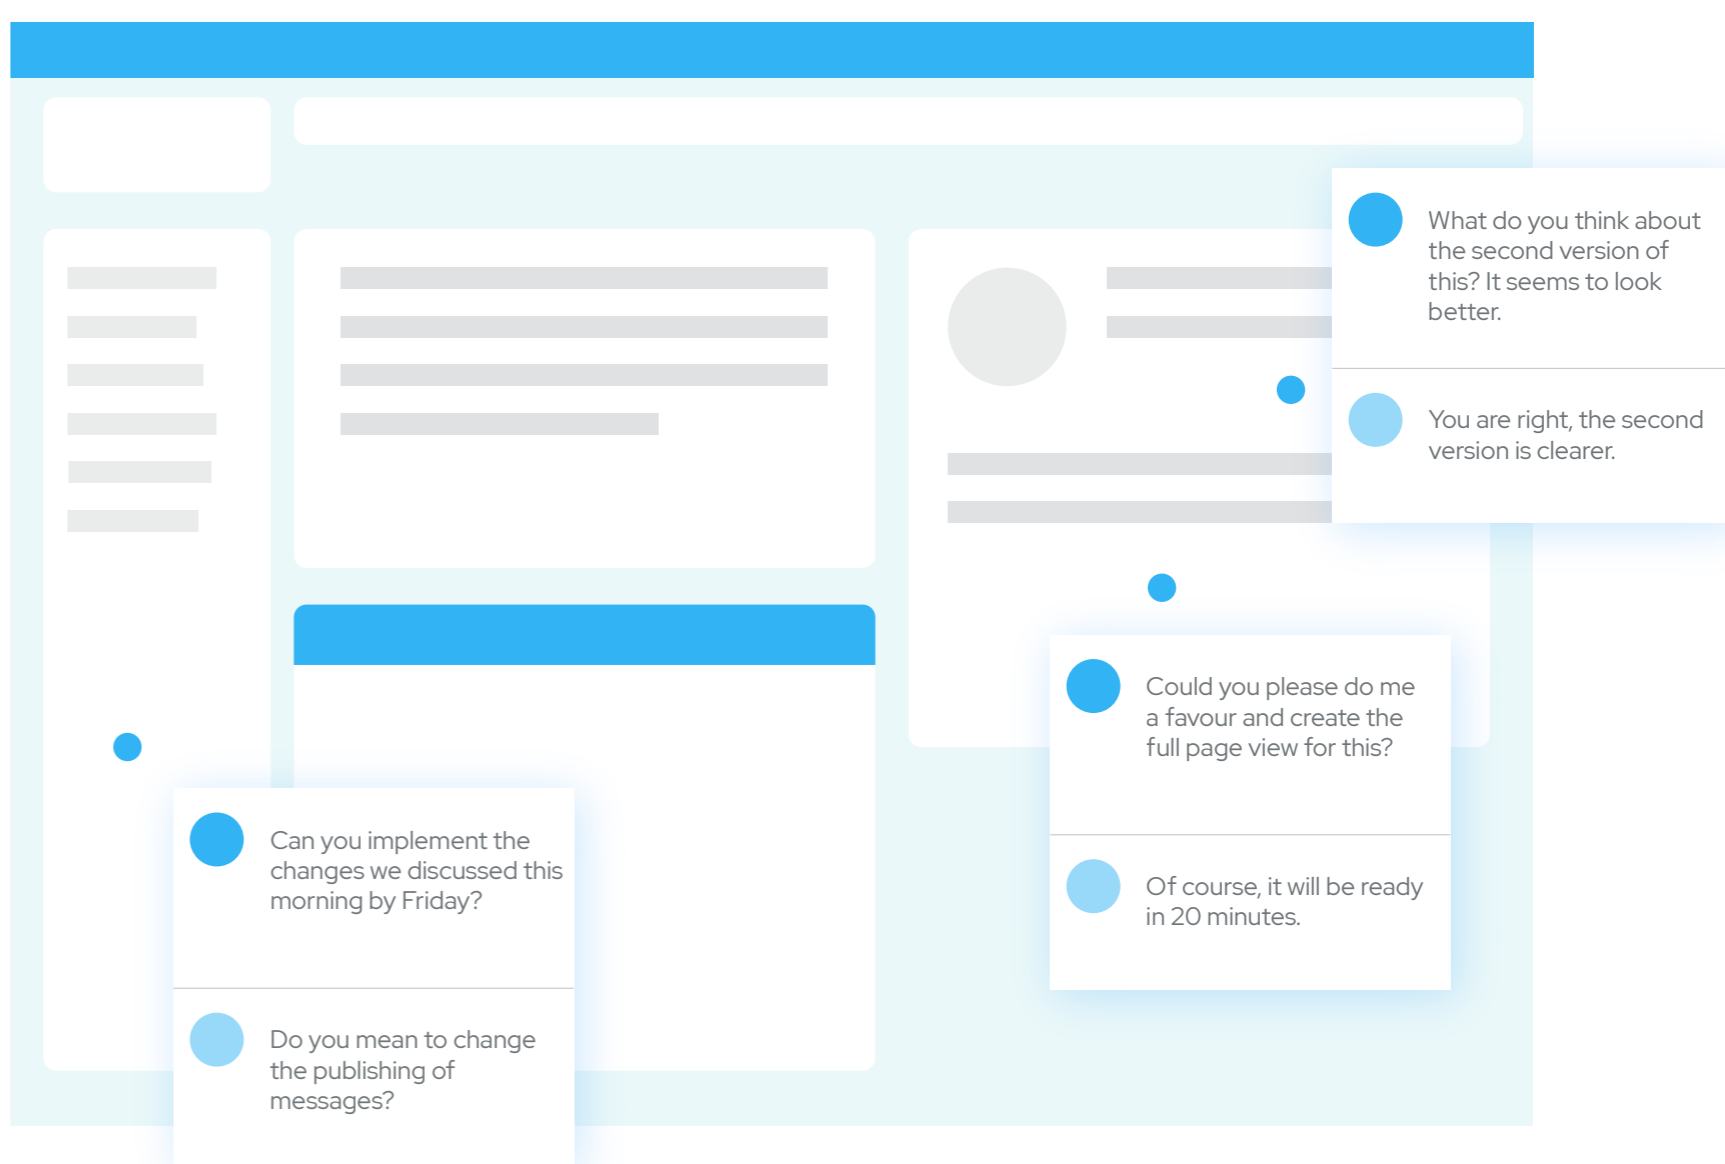 What do you think about
the second version of
this? It seems to look
better.
You are right, the second
version is clearer.
Could you please do me
a favour and create the
full page view for this?
Of course, it will be ready
in 20 minutes.
Can you implement the
changes we discussed this
morning by Friday?
Do you mean to change
the publishing of
messages?